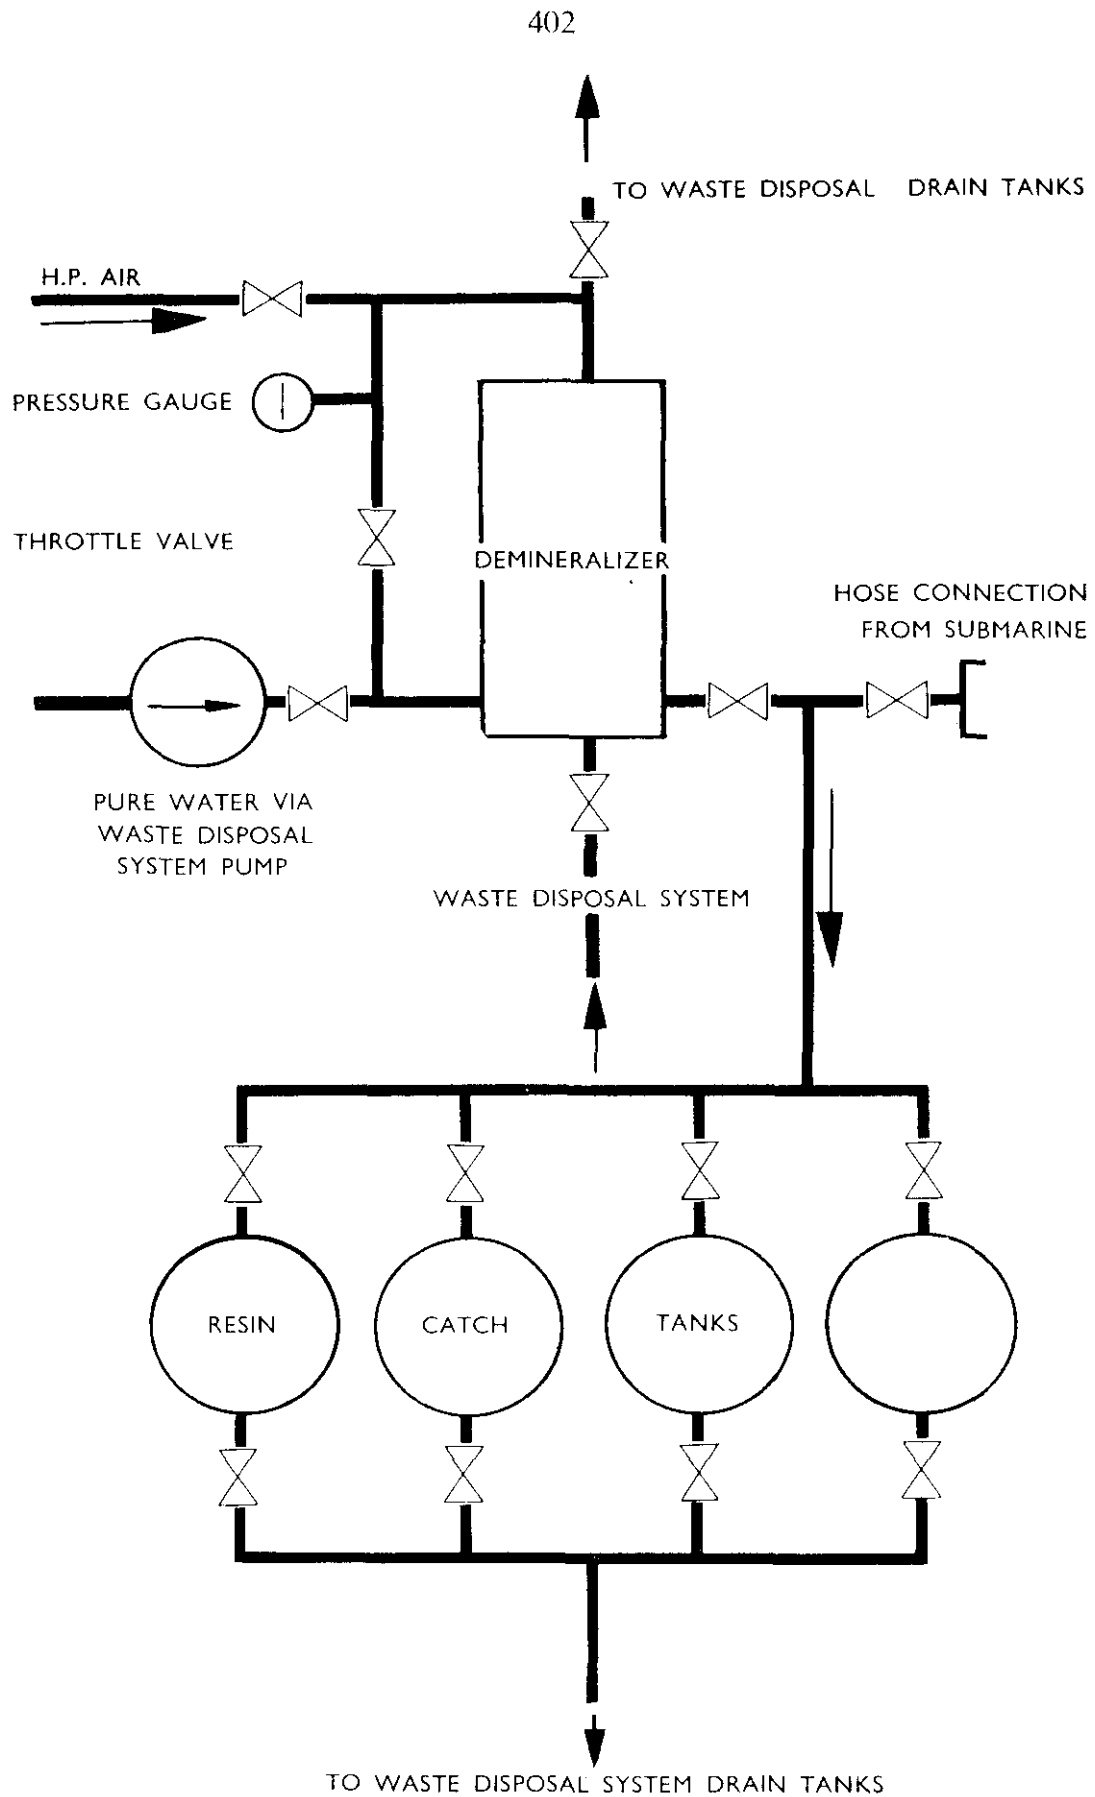 402
TO WASTE DISPOSAL DRAIN TANKS
H.P. AIR
PRESSURE GAUGE
THROTTLE VALVE
DEMINERALIZER
HOSE CONNECTION
FROM SUBMARINE
PURE WATER VIA
WASTE DISPOSAL
SYSTEM PUMP
WASTE DISPOSAL SYSTEM
RESIN
CATCH
TANKS
TO WASTE DISPOSAL SYSTEM DRAIN TANKS